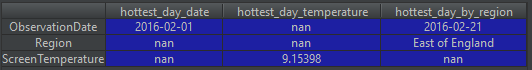 hottest_day_date hottest_day_temperature hottest_day_by_region
ObservationDate 2016-02-01 nan 2016-02-21
Region nan nan East of England
ScreenTemperature nan 9.15398 nan